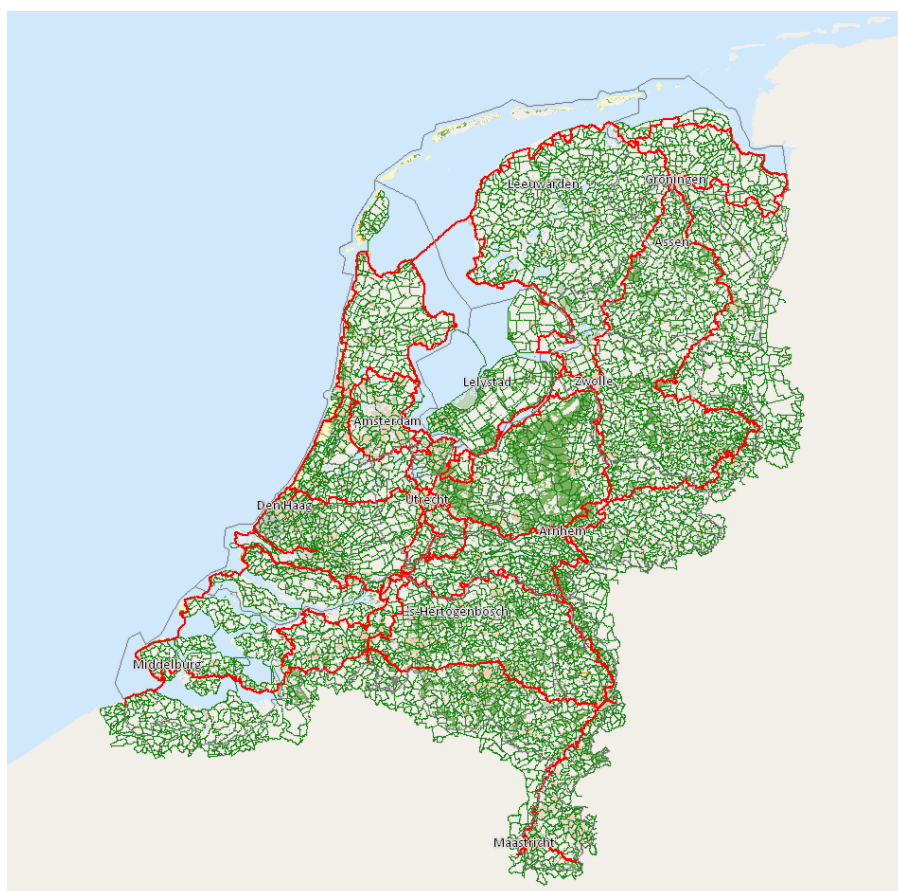 Leeuwarden
Groningen
Assen
Lelystad
Zwolle
Amsterdam
Utrecht
Den Haag
Arnhem
's-Hertogenbosch
Middelburg
Maastricht